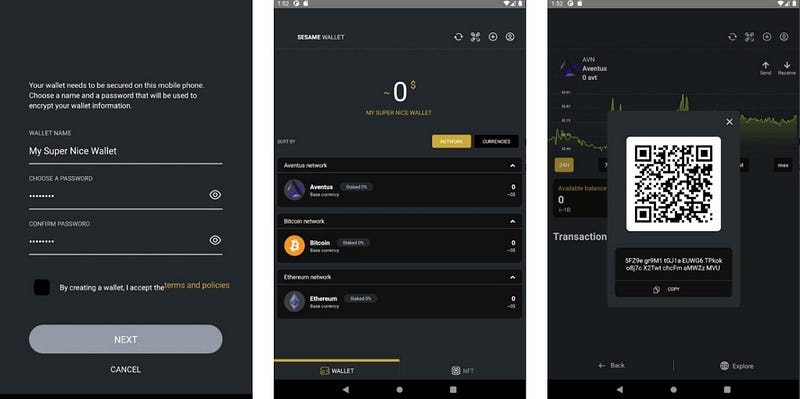 Your wallet needs to be secured on this mobile phone.
Choose a name and a password that will be used to
encrypt your wallet information.
WALLET NAME
My Super Nice Wallet
CHOOSE A PASSWORD
••••••••
CONFIRM PASSWORD
••••••••
By creating a wallet, I accept the terms and policies
NEXT
CANCEL
1:52
SESAME WALLET
~ 0 $
MY SUPER NICE WALLET
SORT BY
NETWORK
CURRENCIES
Aventus network
Aventus Staked 0% 0
Base currency ~0$
Bitcoin network
Bitcoin Staked 0% 0
Base currency ~0$
Ethereum network
Ethereum Staked 0% 0
Base currency ~0$
WALLET
NFT
1:52
AVN
Aventus
0 avt
Send
Receive
24H
7
M
max
Available balance
0
(~0$)
Transaction
5FZ9e gr9M1 tGJ1a EUWG6 TPkok
o8j7c X2Twt chcFm aMWZz MVU
COPY
Back
Explore